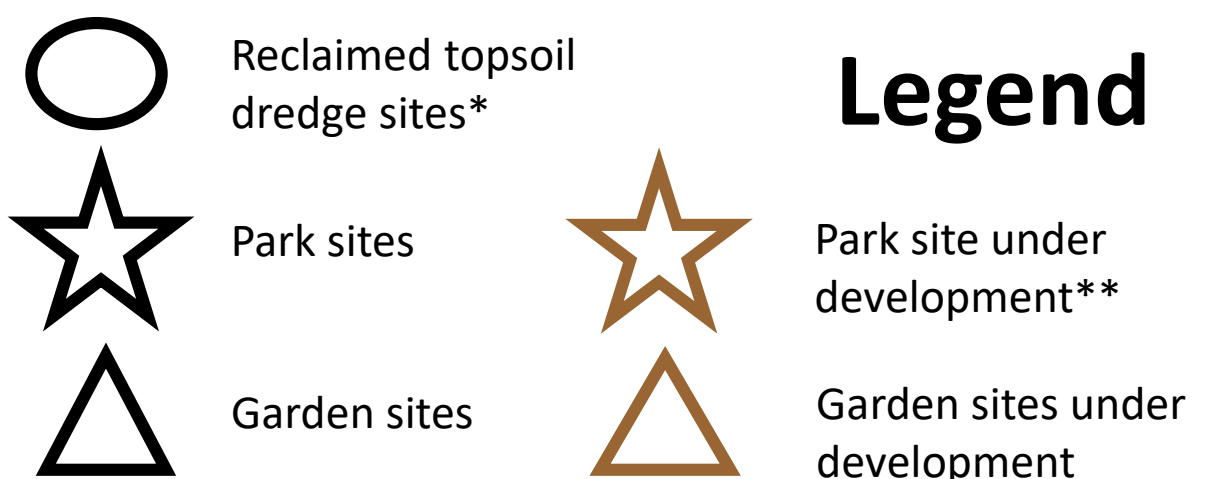 Legend
Reclaimed topsoil
dredge sites*
Park sites
Park site under
development**
Garden sites
Garden sites under
development